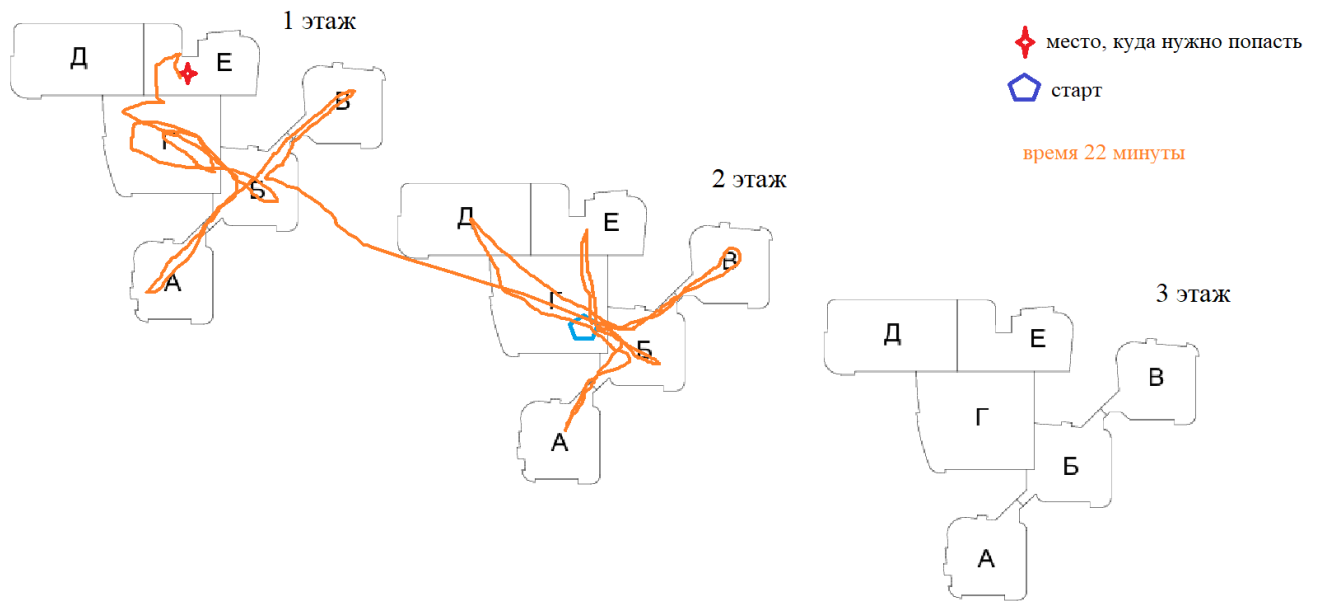 1 этаж
Д
Е
В
Г
Б
А
2 этаж
Д
Е
В
Г
Б
А
3 этаж
Д
Е
В
Г
Б
А
место, куда нужно попасть
старт
время 22 минуты